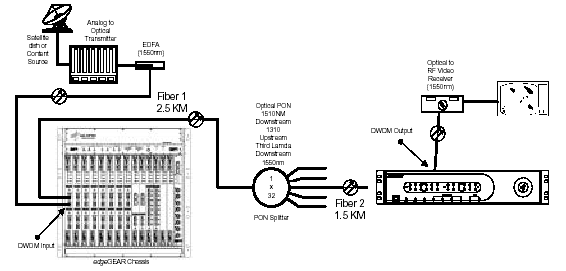 Satellite
dish or
Content
Source
Analog to
Optical
Transmitter
EDFA
(1550nm)
Fiber 1
2.5 KM
Optical PON
1510NM
Downstream
1310
Upstream
Third Lamda
Downstream
1550nm
1
x
32
PON Splitter
Fiber 2
1.5 KM
Optical to
RF Video
Receiver
(1550nm)
DWDM Output
DWDM Input
edgeGEAR Chassis